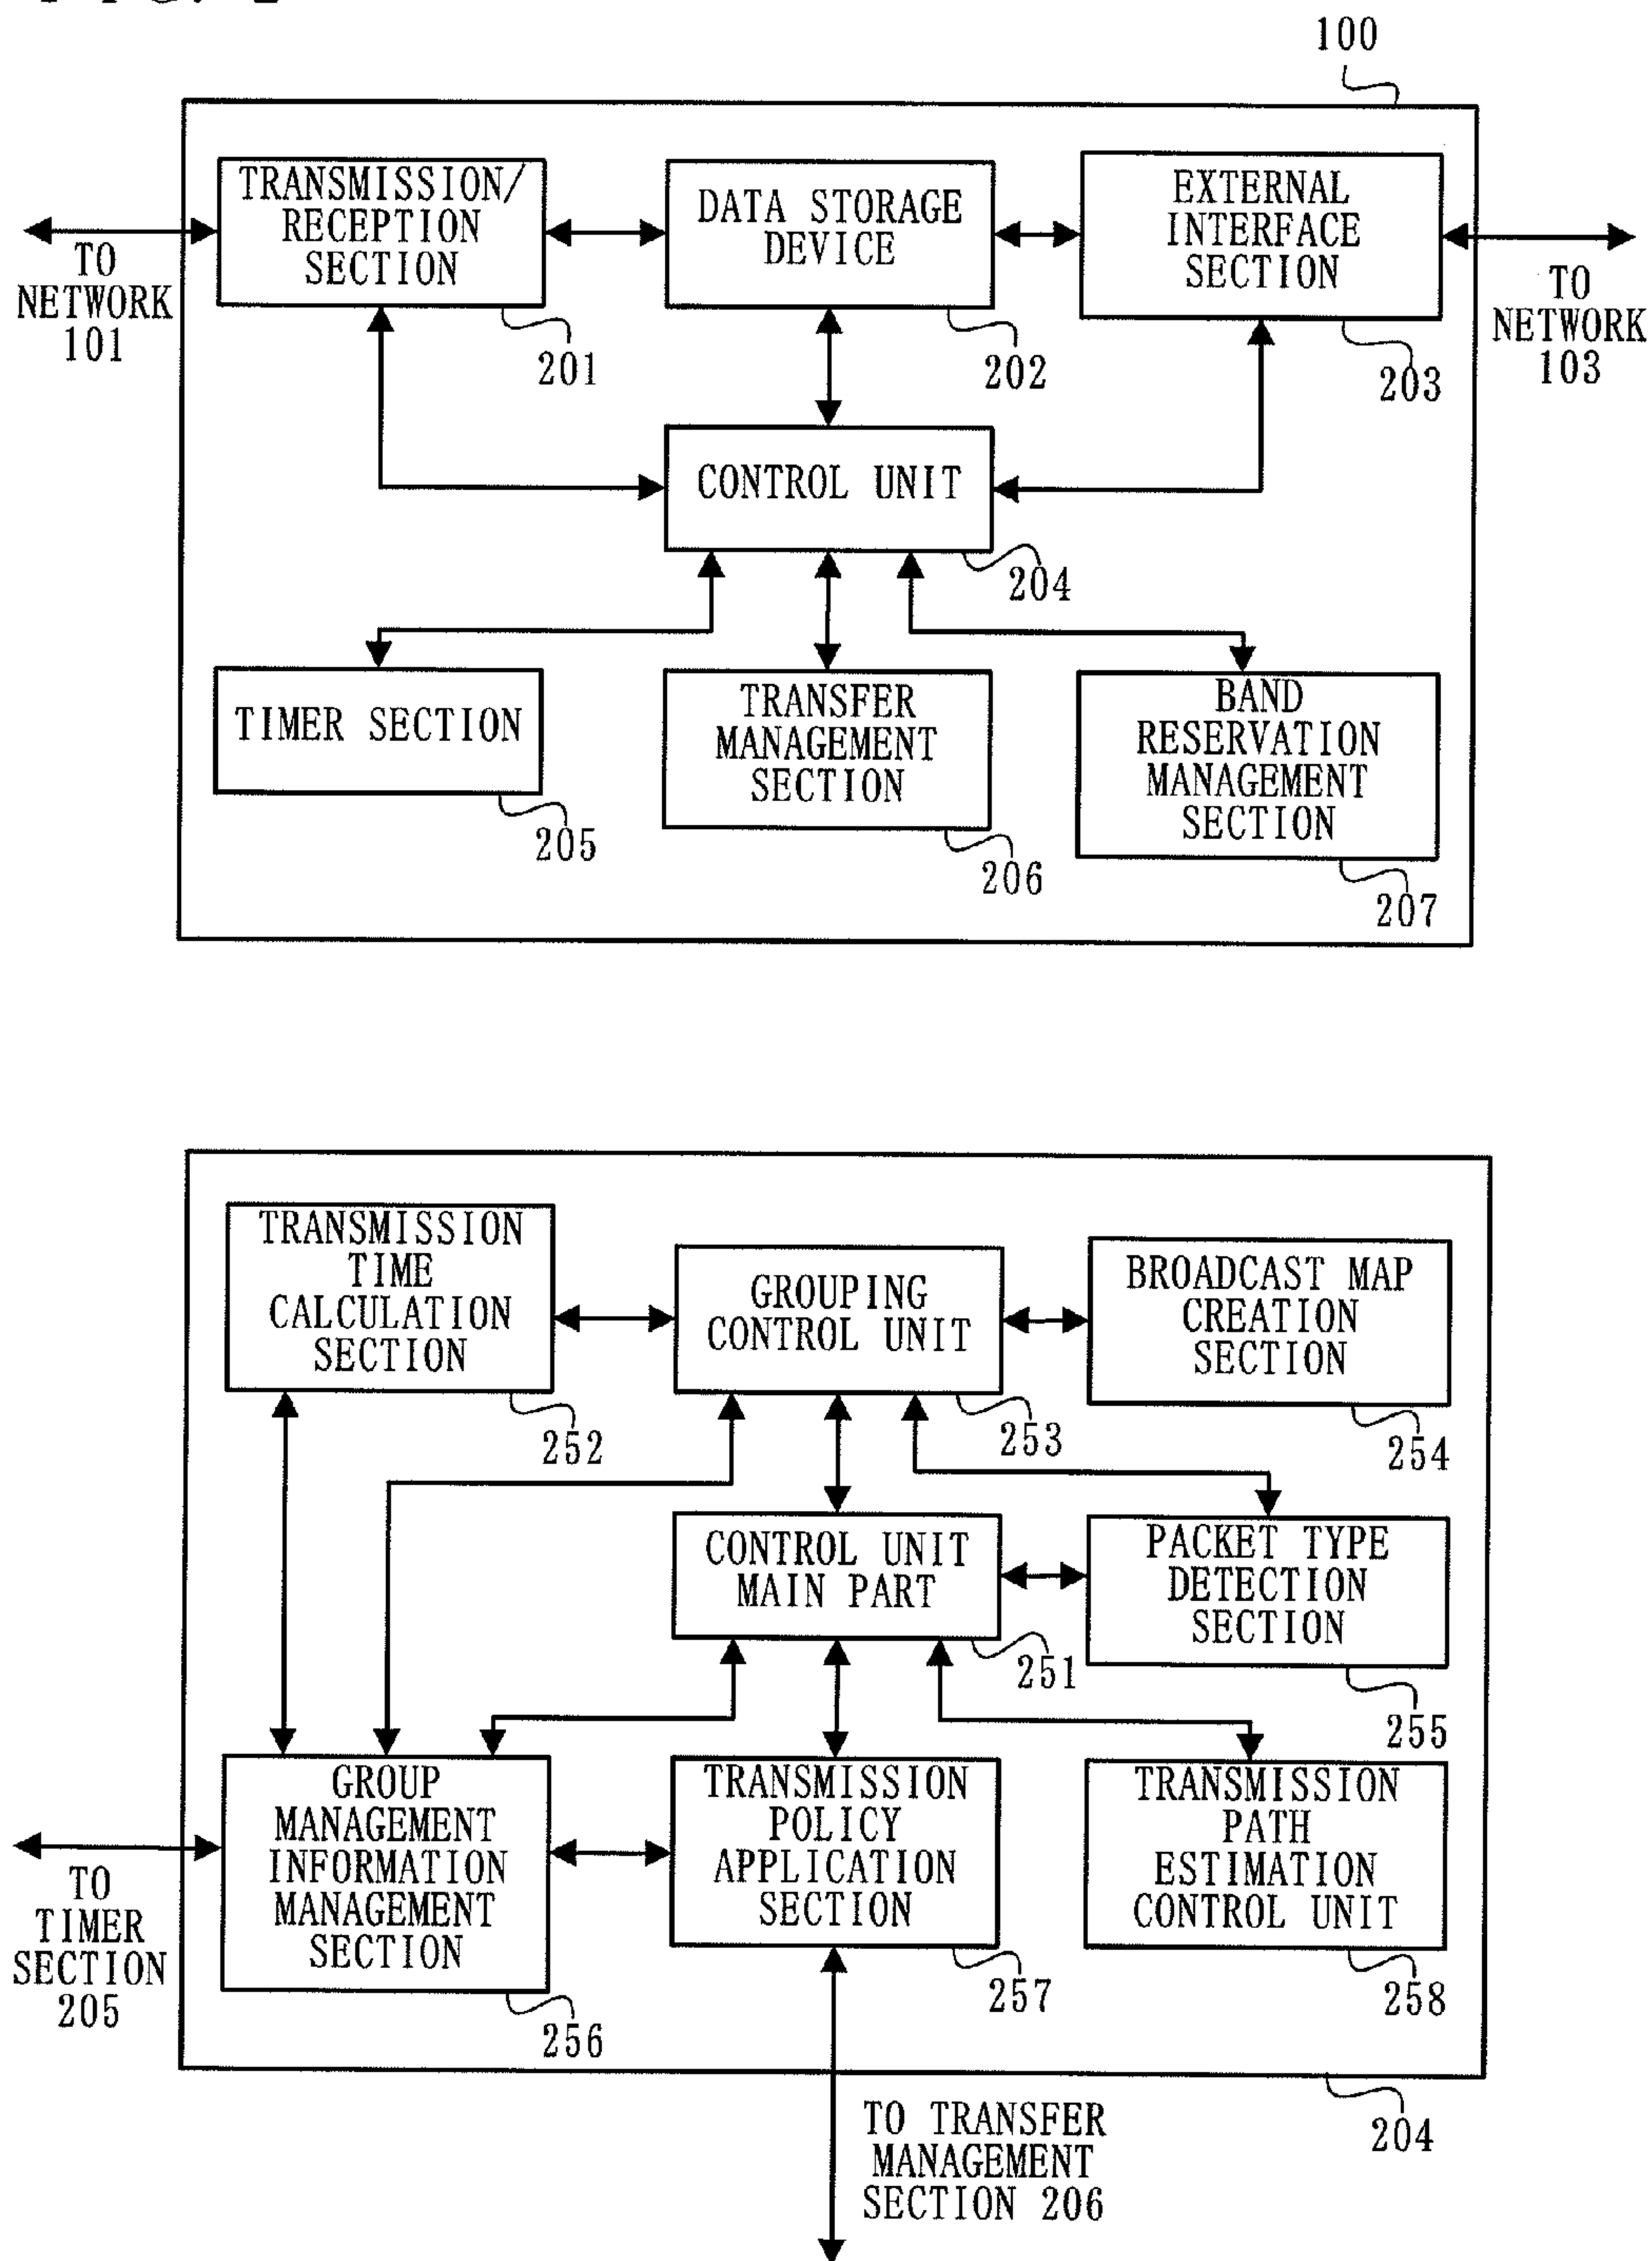 100
TRANSMISSION/
RECEPTION
SECTION
DATA STORAGE
DEVICE
EXTERNAL
INTERFACE
SECTION
TO
NETWORK
101
TO
NETWORK
103
201
202
203
CONTROL UNIT
204
TIMER SECTION
TRANSFER
MANAGEMENT
SECTION
BAND
RESERVATION
MANAGEMENT
SECTION
205
206
207
TRANSMISSION
TIME
CALCULATION
SECTION
GROUPING
CONTROL UNIT
BROADCAST MAP
CREATION
SECTION
252
253
254
CONTROL UNIT
MAIN PART
PACKET TYPE
DETECTION
SECTION
251
255
GROUP
MANAGEMENT
INFORMATION
MANAGEMENT
SECTION
TRANSMISSION
POLICY
APPLICATION
SECTION
TRANSMISSION
PATH
ESTIMATION
CONTROL UNIT
TO
TIMER
SECTION
205
256
257
258
204
TO TRANSFER
MANAGEMENT
SECTION 206